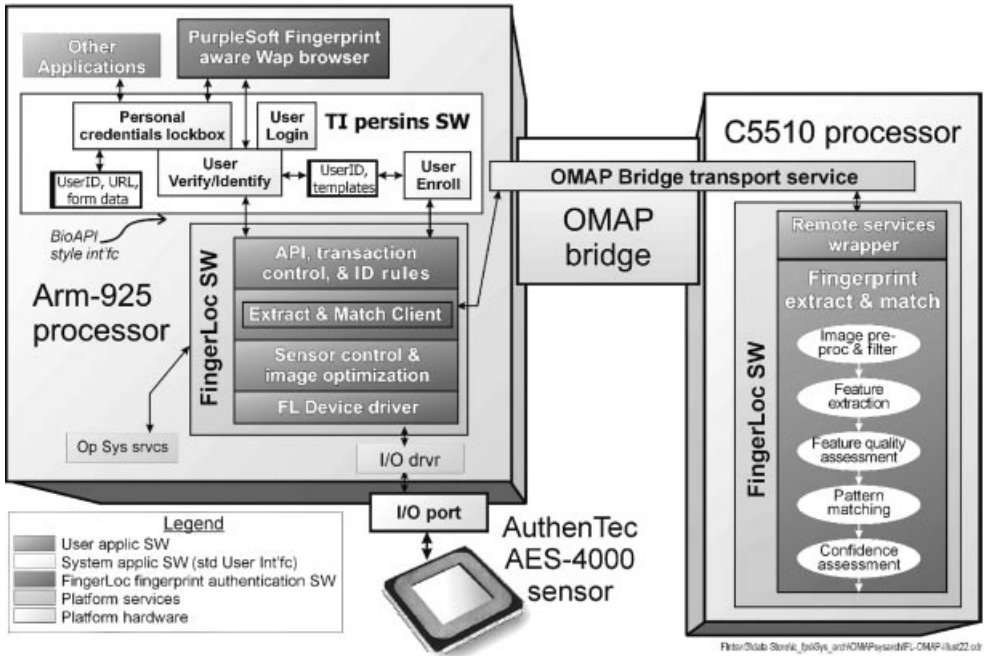 Other
Applications
PurpleSoft Fingerprint
aware Wap browser
Personal
credentials lockbox
User
Login
TI persins SW
User
Verify/Identify
UserID, URL,
form data
UserID,
templates
User
Enroll
BioAPI
style int'fc
Arm-925
processor
FingerLoc SW
API, transaction
control, & ID rules
Extract & Match Client
Sensor control &
image optimization
FL Device driver
Op Sys srvcs
I/O drvr
I/O port
AuthenTec
AES-4000
sensor
OMAP Bridge transport service
OMAP
bridge
C5510 processor
Remote services
wrapper
Fingerprint
extract & match
FingerLoc SW
Image pre-
proc & filter
Feature
extraction
Feature quality
assessment
Pattern
matching
Confidence
assessment
Legend
User applic SW
System applic SW (std User Int'fc)
FingerLoc fingerprint authentication SW
Platform services
Platform hardware